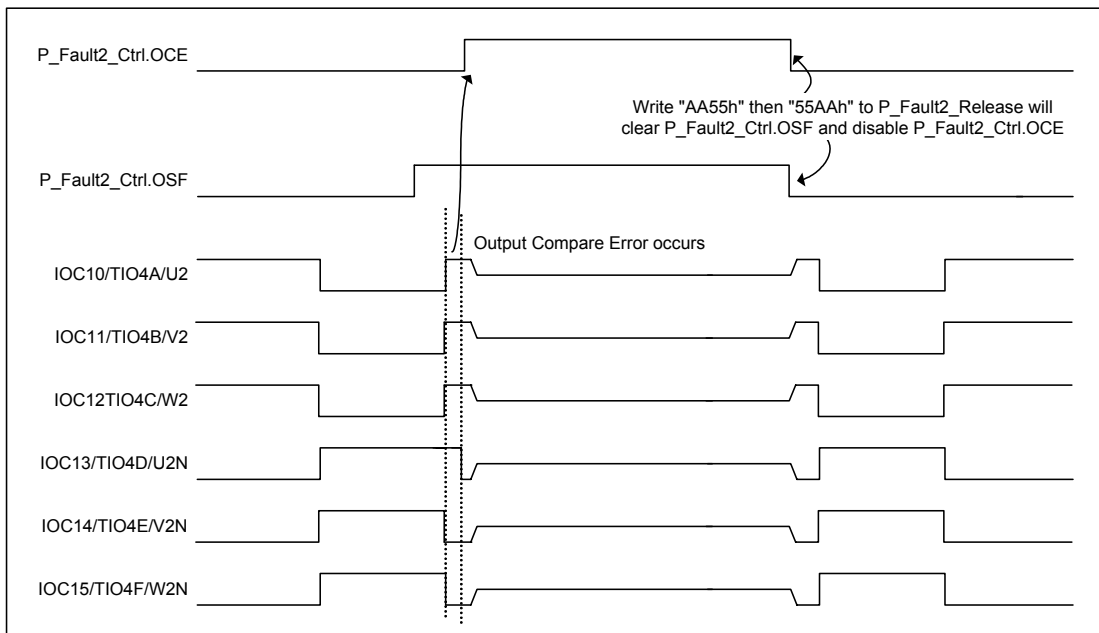 P_Fault2_Ctrl.OCE
Write "AA55h" then "55AAh" to P_Fault2_Release will
clear P_Fault2_Ctrl.OSF and disable P_Fault2_Ctrl.OCE
P_Fault2_Ctrl.OSF
Output Compare Error occurs
IOC10/TIO4A/U2
IOC11/TIO4B/V2
IOC12TIO4C/W2
IOC13/TIO4D/U2N
IOC14/TIO4E/V2N
IOC15/TIO4F/W2N